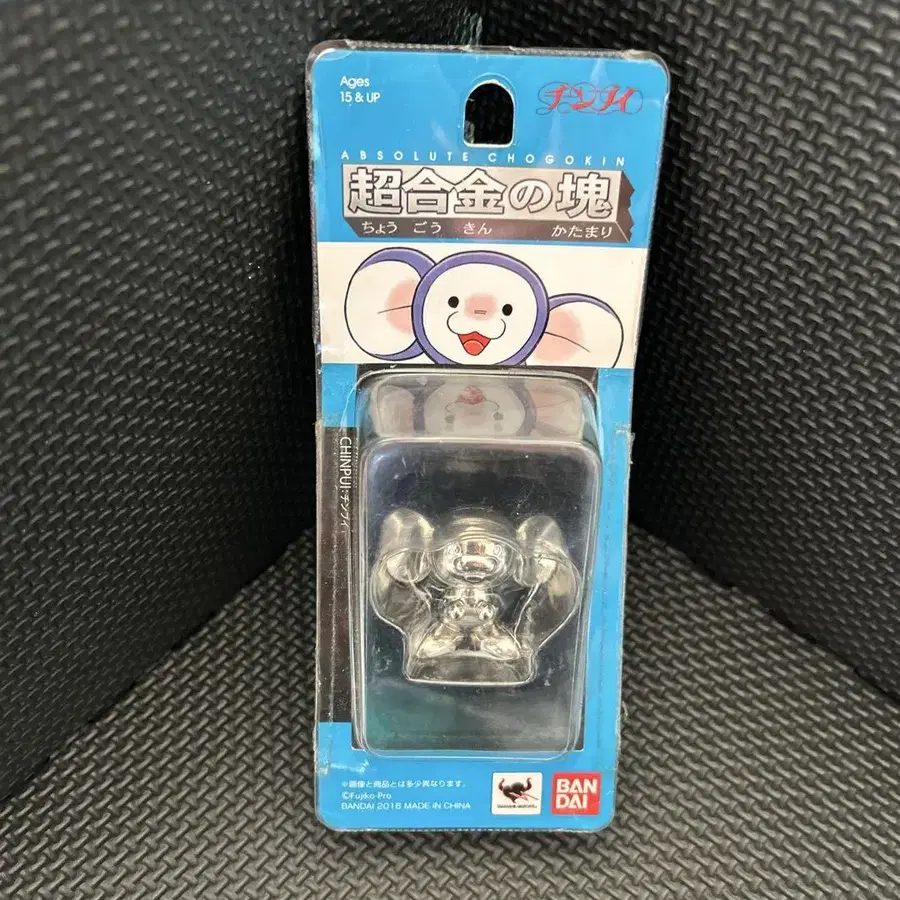 Ages
15 & UP
チンプイ
ABSOLUTE CHOGOKIN
超合金の塊
ちょう ごう きん かたまり
CHINPUI:チンプイ
※画像と商品とは多少異なります。
©Fujiko-Pro
BANDAI 2016 MADE IN CHINA
BAN
DAI